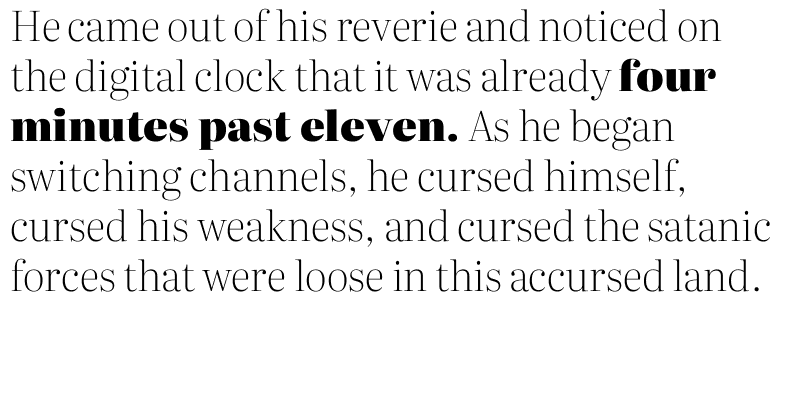 He came out of his reverie and noticed on
the digital clock that it was already four
minutes past eleven. As he began
switching channels, he cursed himself,
cursed his weakness, and cursed the satanic
forces that were loose in this accursed land.